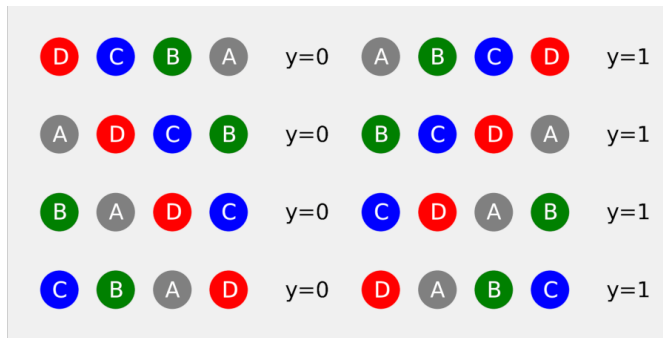 D C B A y=0 A B C D y=1
A D C B y=0 B C D A y=1
B A D C y=0 C D A B y=1
C B A D y=0 D A B C y=1